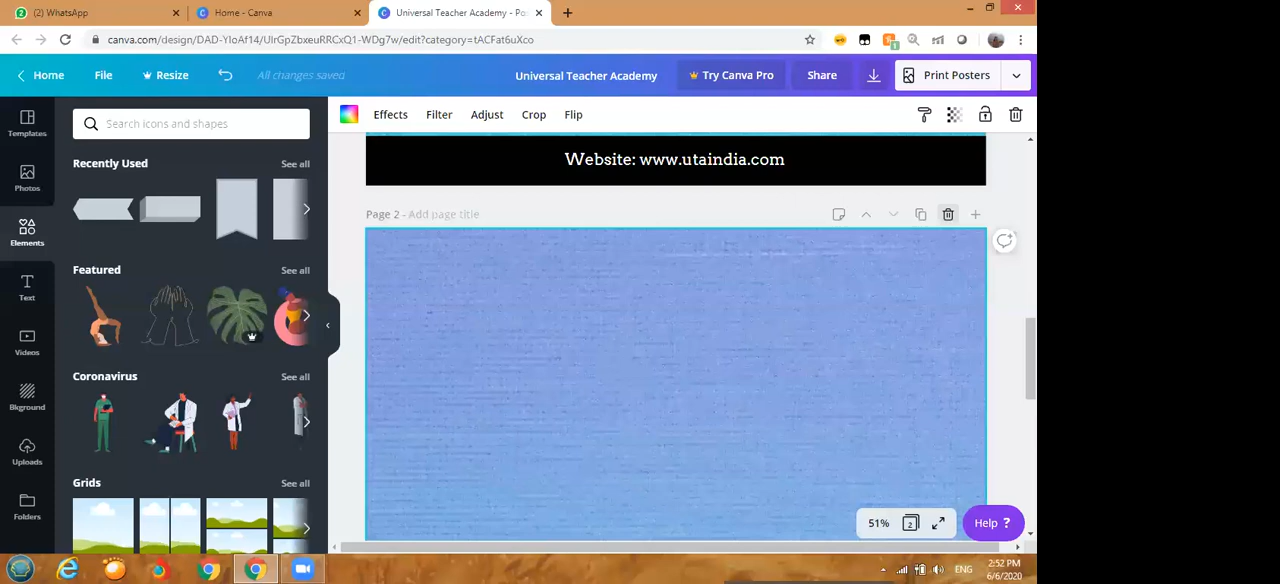 (2) WhatsApp
Home - Canva
Universal Teacher Academy - Po
canva.com/design/DAD-YIoAf14/UIrGpZbxeuRRCxQ1-WDg7w/edit?category=tACFat6uXco
Home
File
Resize
All changes saved
Universal Teacher Academy
Try Canva Pro
Share
Print Posters
Templates
Photos
Elements
Text
Videos
Bkground
Uploads
Folders
Search icons and shapes
Recently Used
See all
Featured
See all
Coronavirus
See all
Grids
See all
Effects
Filter
Adjust
Crop
Flip
Website: www.utaindia.com
Page 2 - Add page title
51%
2
Help ?
ENG
2:52 PM
6/6/2020